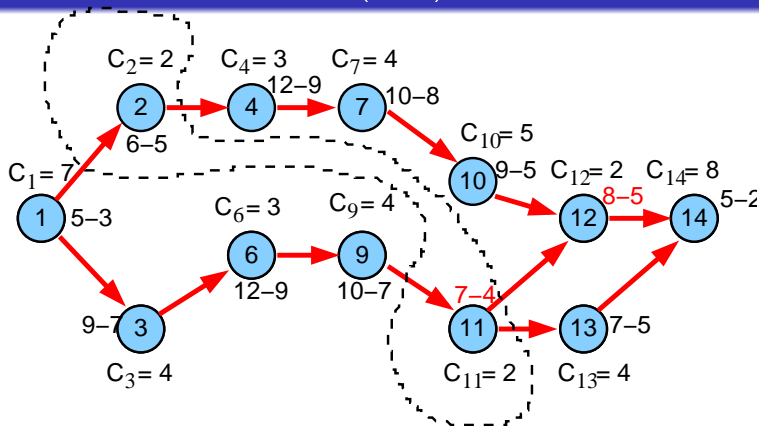 C2= 2
C4= 3
C7= 4
2
4
12–9
7
10–8
6–5
C10= 5
C1= 7
10
9–5
C12= 2
C14= 8
C6= 3
C9= 4
8–5
5–2
1
5–3
12
14
6
9
12–9
10–7
7–4
9–7
3
11
13
7–5
C3= 4
C11= 2
C13= 4